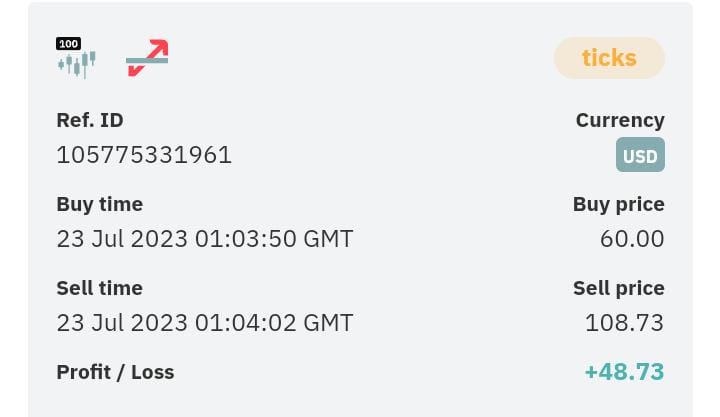 100
ticks
Ref. ID
Currency
105775331961
USD
Buy time
Buy price
23 Jul 2023 01:03:50 GMT
60.00
Sell time
Sell price
23 Jul 2023 01:04:02 GMT
108.73
Profit / Loss
+48.73